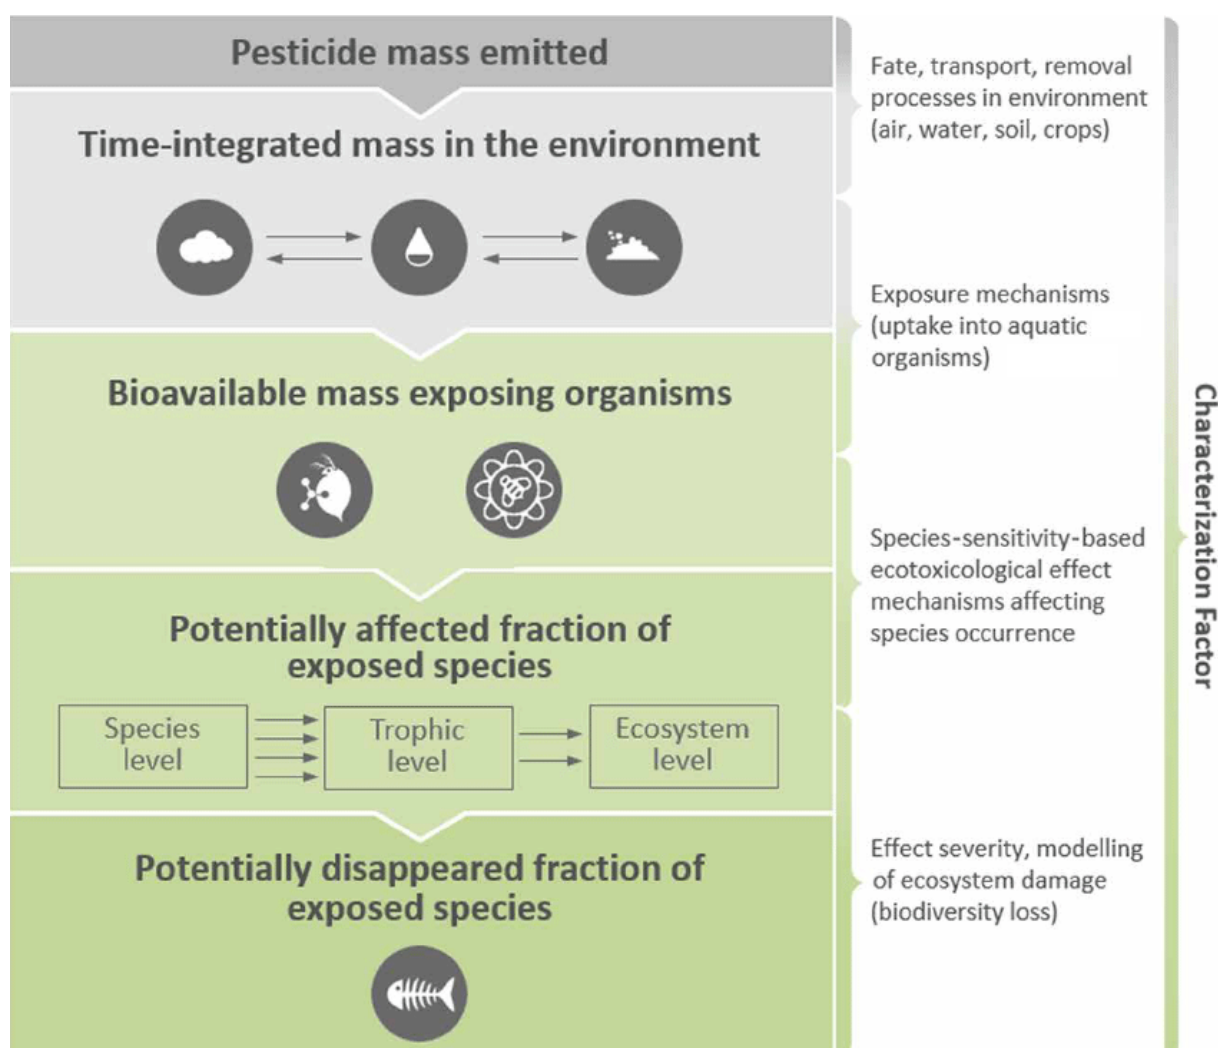 Pesticide mass emitted
Fate, transport, removal
processes in environment
(air, water, soil, crops)
Time-integrated mass in the environment
Exposure mechanisms
(uptake into aquatic
organisms)
Bioavailable mass exposing organisms
Species-sensitivity-based
ecotoxicological effect
mechanisms affecting
species occurrence
Potentially affected fraction of
exposed species
Species
level
Trophic
level
Ecosystem
level
Effect severity, modelling
of ecosystem damage
(biodiversity loss)
Potentially disappeared fraction of
exposed species
Characterization Factor